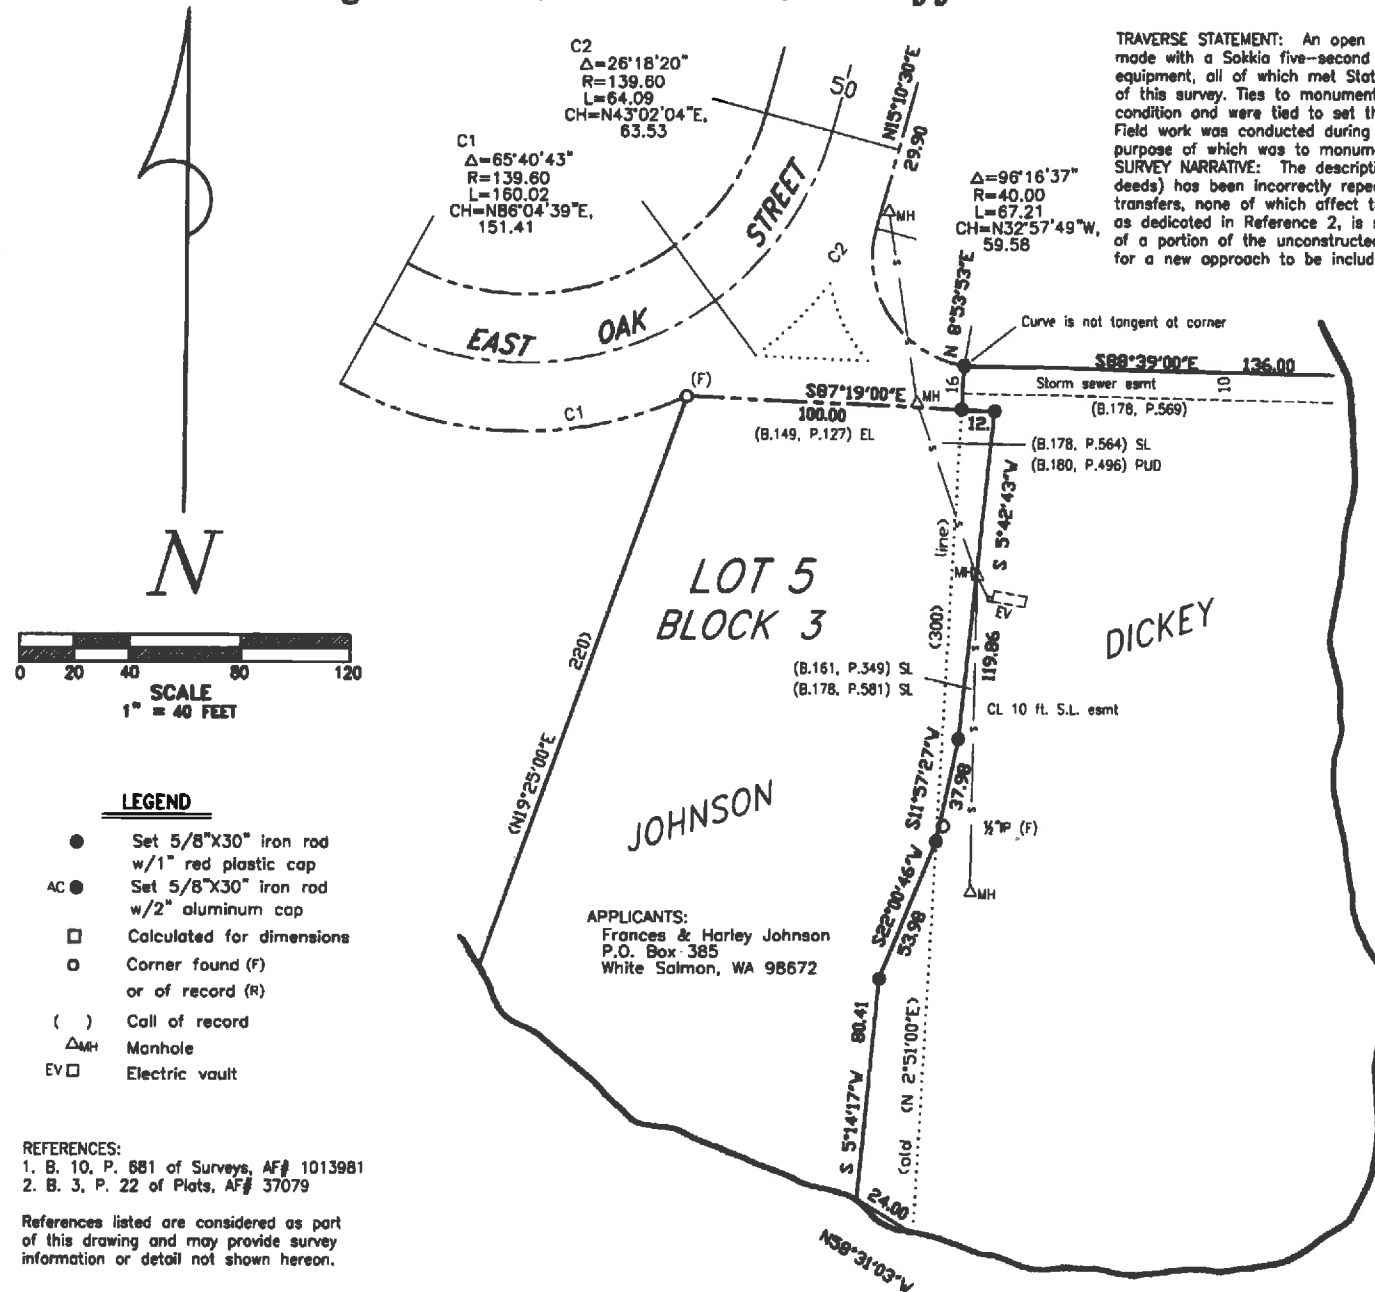 C2
Δ=26°18'20"
R=139.60
L=64.09
CH=N43°02'04"E,
63.53
C1
Δ=65°40'43"
R=139.60
L=160.02
CH=N86°04'39"E,
151.41
50
N15°10'30"E
29.90
TRAVERSE STATEMENT: An open
made with a Sokkia five-second
equipment, all of which met Stat
of this survey. Ties to monument
condition and were tied to set th
Field work was conducted during
purpose of which was to monum
SURVEY NARRATIVE: The descripti
deeds) has been incorrectly repe
transfers, none of which affect t
as dedicated in Reference 2, is
of a portion of the unconstructe
for a new approach to be includ
Δ=96°16'37"
R=40.00
L=67.21
CH=N32°57'49"W,
59.58
MH
C2
STREET
EAST OAK
N 8°53'53"E
Curve is not tangent at corner
S88°39'00"E 136.00
16
Storm sewer esmt
10
(B.178, P.569)
(F)
C1
S87°19'00"E
MH
100.00
(B.149, P.127) EL
12.
(B.178, P.564) SL
(B.180, P.496) PUD
S 5°42'43"W
119.86
(line)
(300)
MH
EV
N
LOT 5
BLOCK 3
DICKEY
0 20 40 80 120
SCALE
1" = 40 FEET
220)
(N19°25'00"E
(B.161, P.349) SL
(B.178, P.581) SL
CL 10 ft. S.L. esmt
S11°57'27"W
37.98
½"IP (F)
MH
JOHNSON
S22°00'46"W
53.98
LEGEND
Set 5/8"X30" iron rod
w/1" red plastic cap
AC Set 5/8"X30" iron rod
w/2" aluminum cap
Calculated for dimensions
Corner found (F)
or of record (R)
( ) Call of record
MH Manhole
EV Electric vault
APPLICANTS:
Frances & Harley Johnson
P.O. Box 385
White Salmon, WA 98672
S 5°14'17"W 80.41
(old (N 2°51'00"E)
24.00
N58°31'03"W
REFERENCES:
1. B. 10, P. 681 of Surveys, AF# 1013981
2. B. 3, P. 22 of Plats, AF# 37079
References listed are considered as part
of this drawing and may provide survey
information or detail not shown hereon.